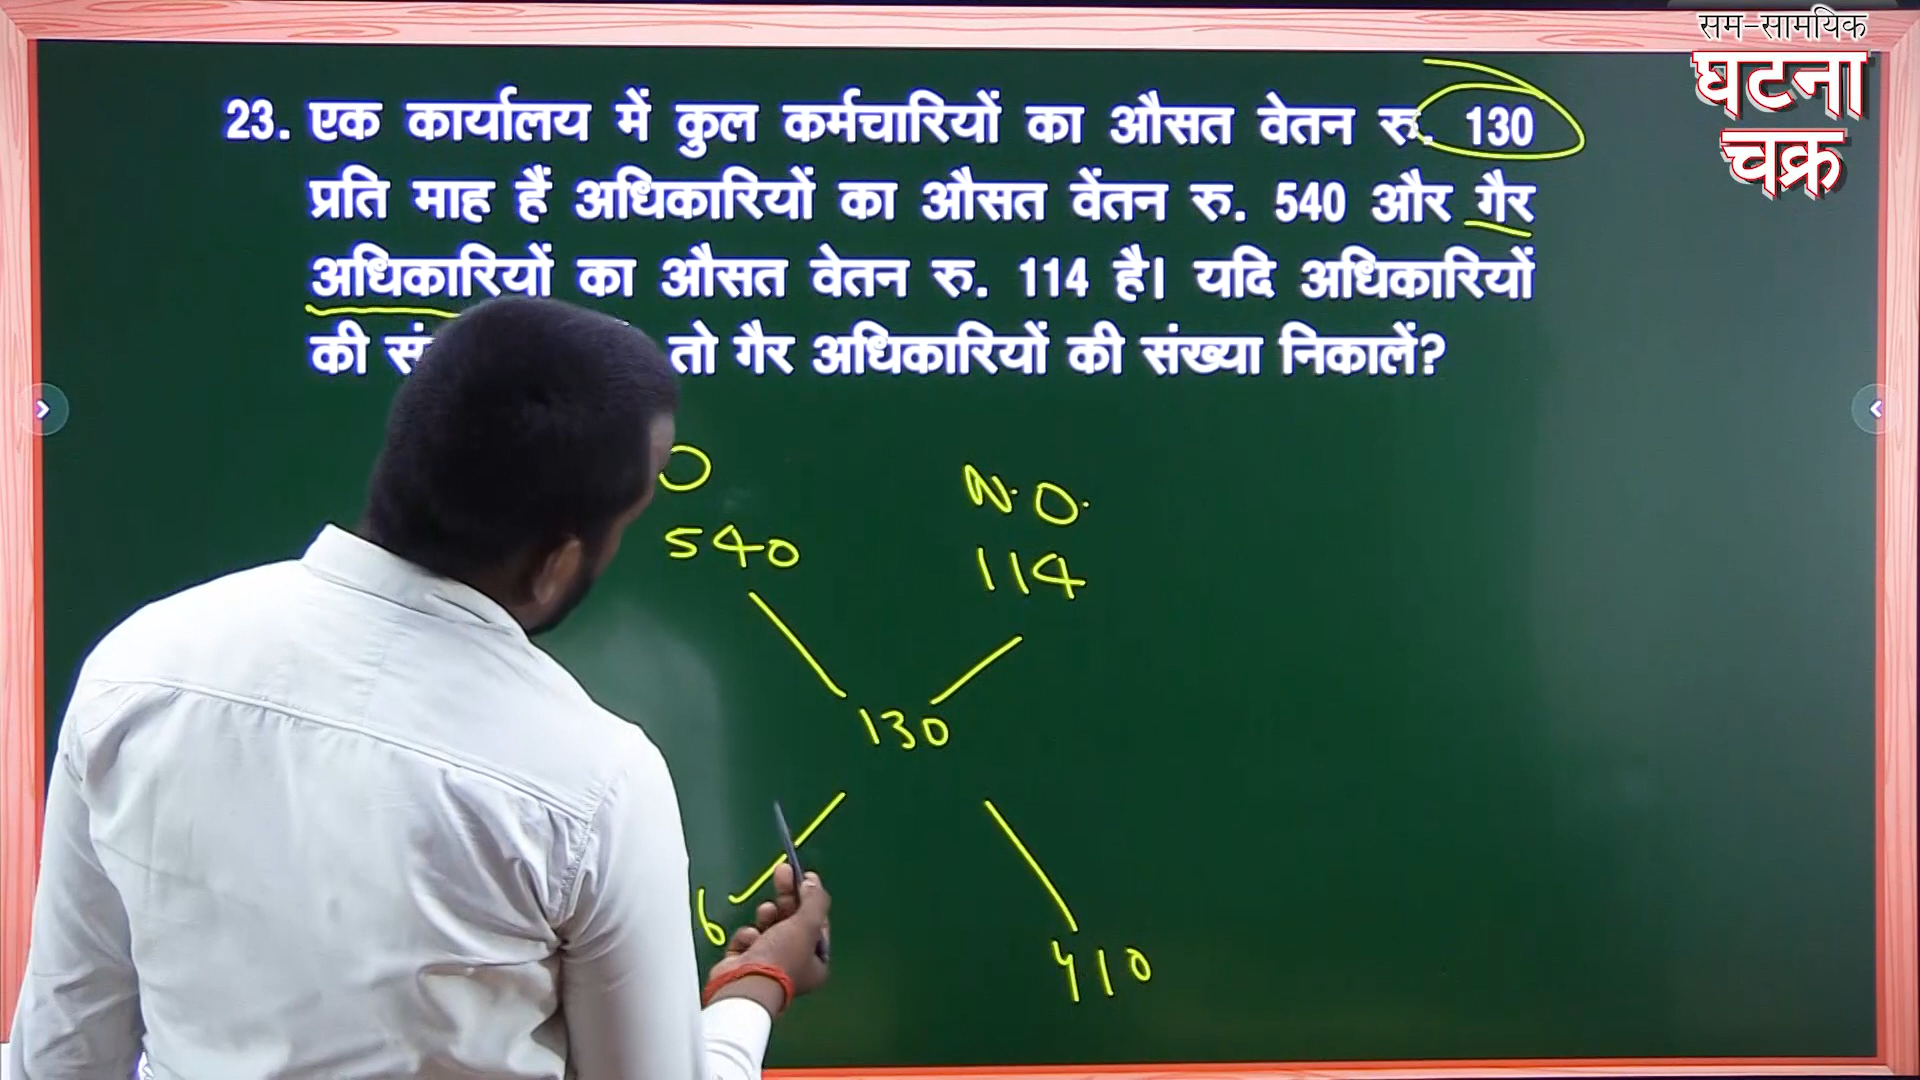 सम-सामयिक
घटना
चक्र
23. एक कार्यालय में कुल कर्मचारियों का औसत वेतन रु. 130
प्रति माह हैं अधिकारियों का औसत वेंतन रु. 540 और गैर
अधिकारियों का औसत वेतन रु. 114 है। यदि अधिकारियों
की तो गैर अधिकारियों की संख्या निकालें?
O N.O.
540 114
130
6 410